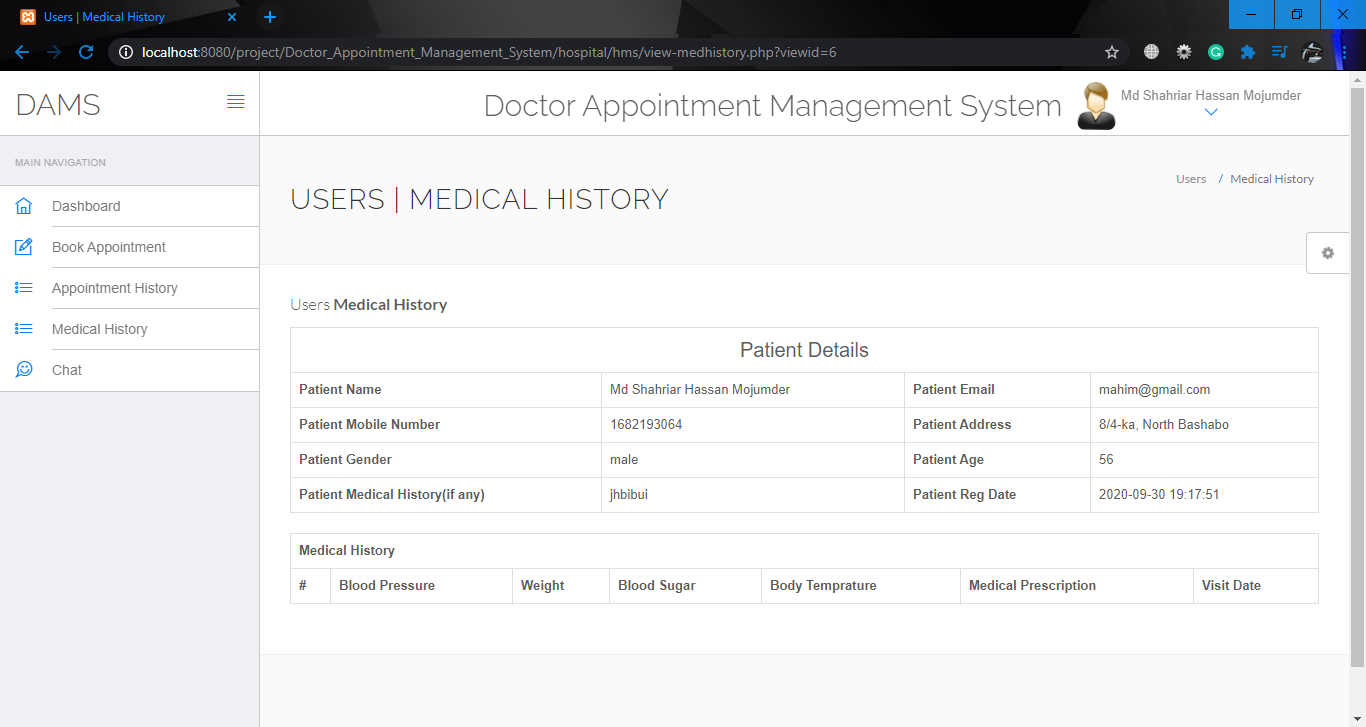 Users | Medical History
localhost:8080/project/Doctor_Appointment_Management_System/hospital/hms/view-medhistory.php?viewid=6
DAMS
Doctor Appointment Management System
Md Shahriar Hassan Mojumder
MAIN NAVIGATION
Dashboard
Book Appointment
Appointment History
Medical History
Chat
USERS | MEDICAL HISTORY
Users / Medical History
Users Medical History
Patient Details
Patient Name Md Shahriar Hassan Mojumder Patient Email mahim@gmail.com
Patient Mobile Number 1682193064 Patient Address 8/4-ka, North Bashabo
Patient Gender male Patient Age 56
Patient Medical History(if any) jhbibui Patient Reg Date 2020-09-30 19:17:51
Medical History
# Blood Pressure Weight Blood Sugar Body Temprature Medical Prescription Visit Date